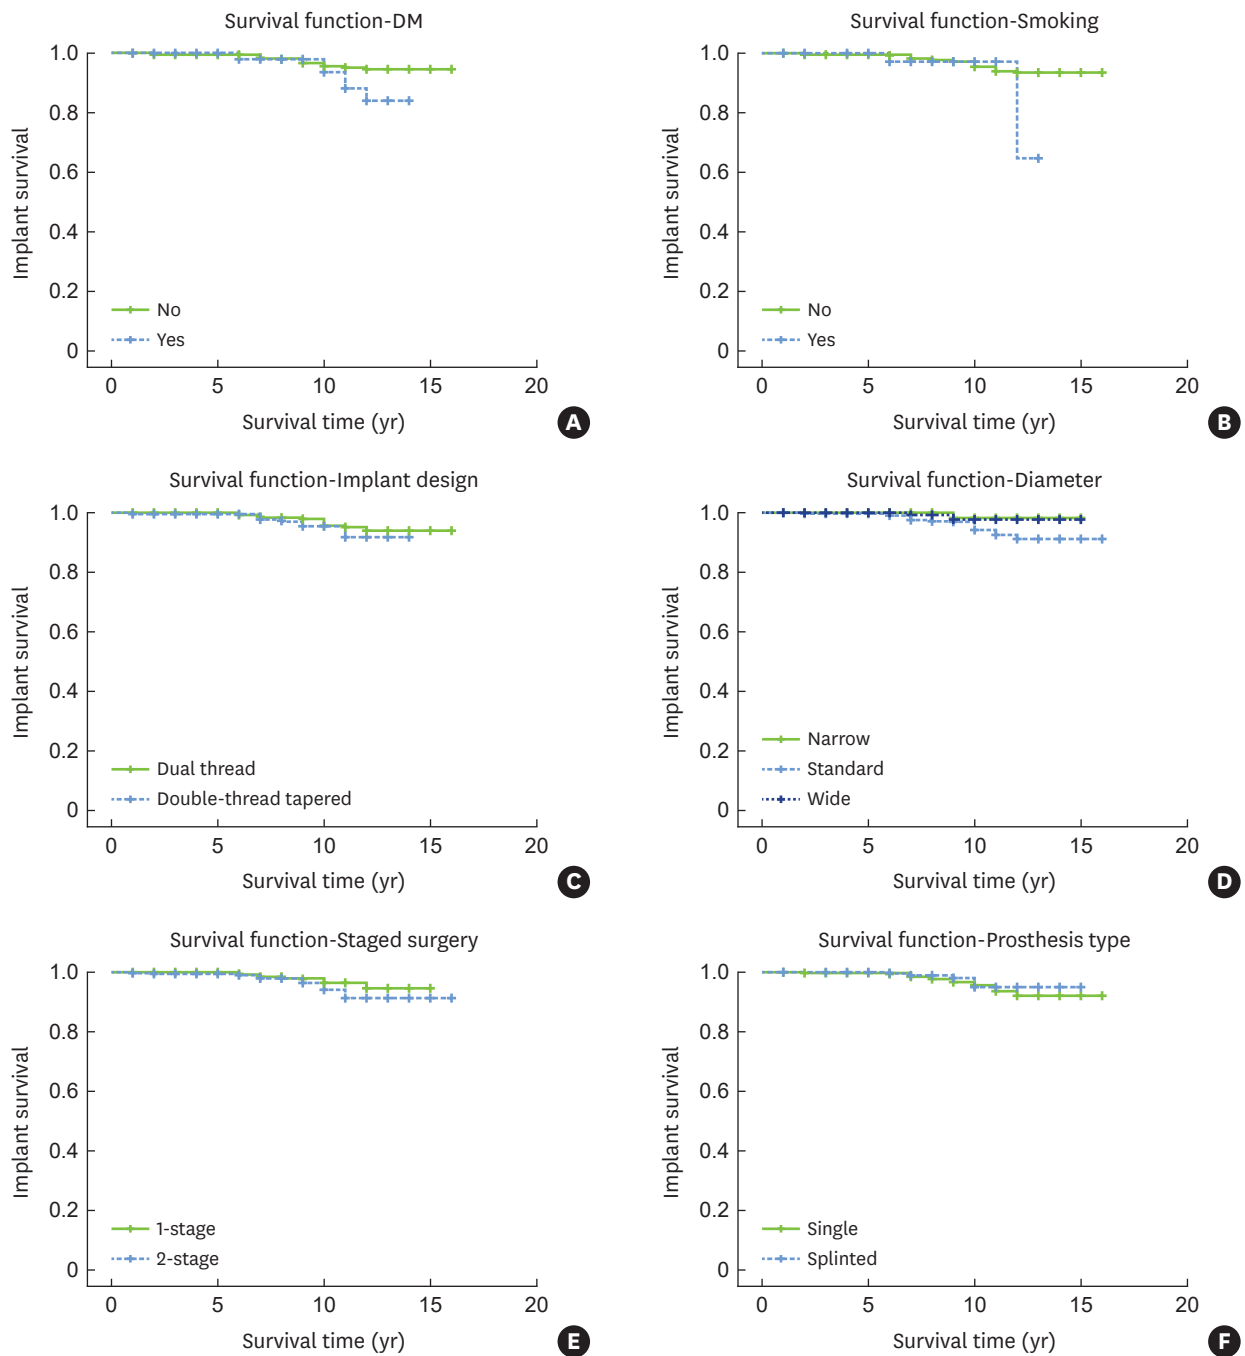 Survival function-DM
Implant survival
1.0
0.8
0.6
0.4
0.2
0
No
Yes
0 5 10 15 20
Survival time (yr)
A
Survival function-Smoking
Implant survival
1.0
0.8
0.6
0.4
0.2
0
No
Yes
0 5 10 15 20
Survival time (yr)
B
Survival function-Implant design
Implant survival
1.0
0.8
0.6
0.4
0.2
0
Dual thread
Double-thread tapered
0 5 10 15 20
Survival time (yr)
C
Survival function-Diameter
Implant survival
1.0
0.8
0.6
0.4
0.2
0
Narrow
Standard
Wide
0 5 10 15 20
Survival time (yr)
D
Survival function-Staged surgery
Implant survival
1.0
0.8
0.6
0.4
0.2
0
1-stage
2-stage
0 5 10 15 20
Survival time (yr)
E
Survival function-Prosthesis type
Implant survival
1.0
0.8
0.6
0.4
0.2
0
Single
Splinted
0 5 10 15 20
Survival time (yr)
F